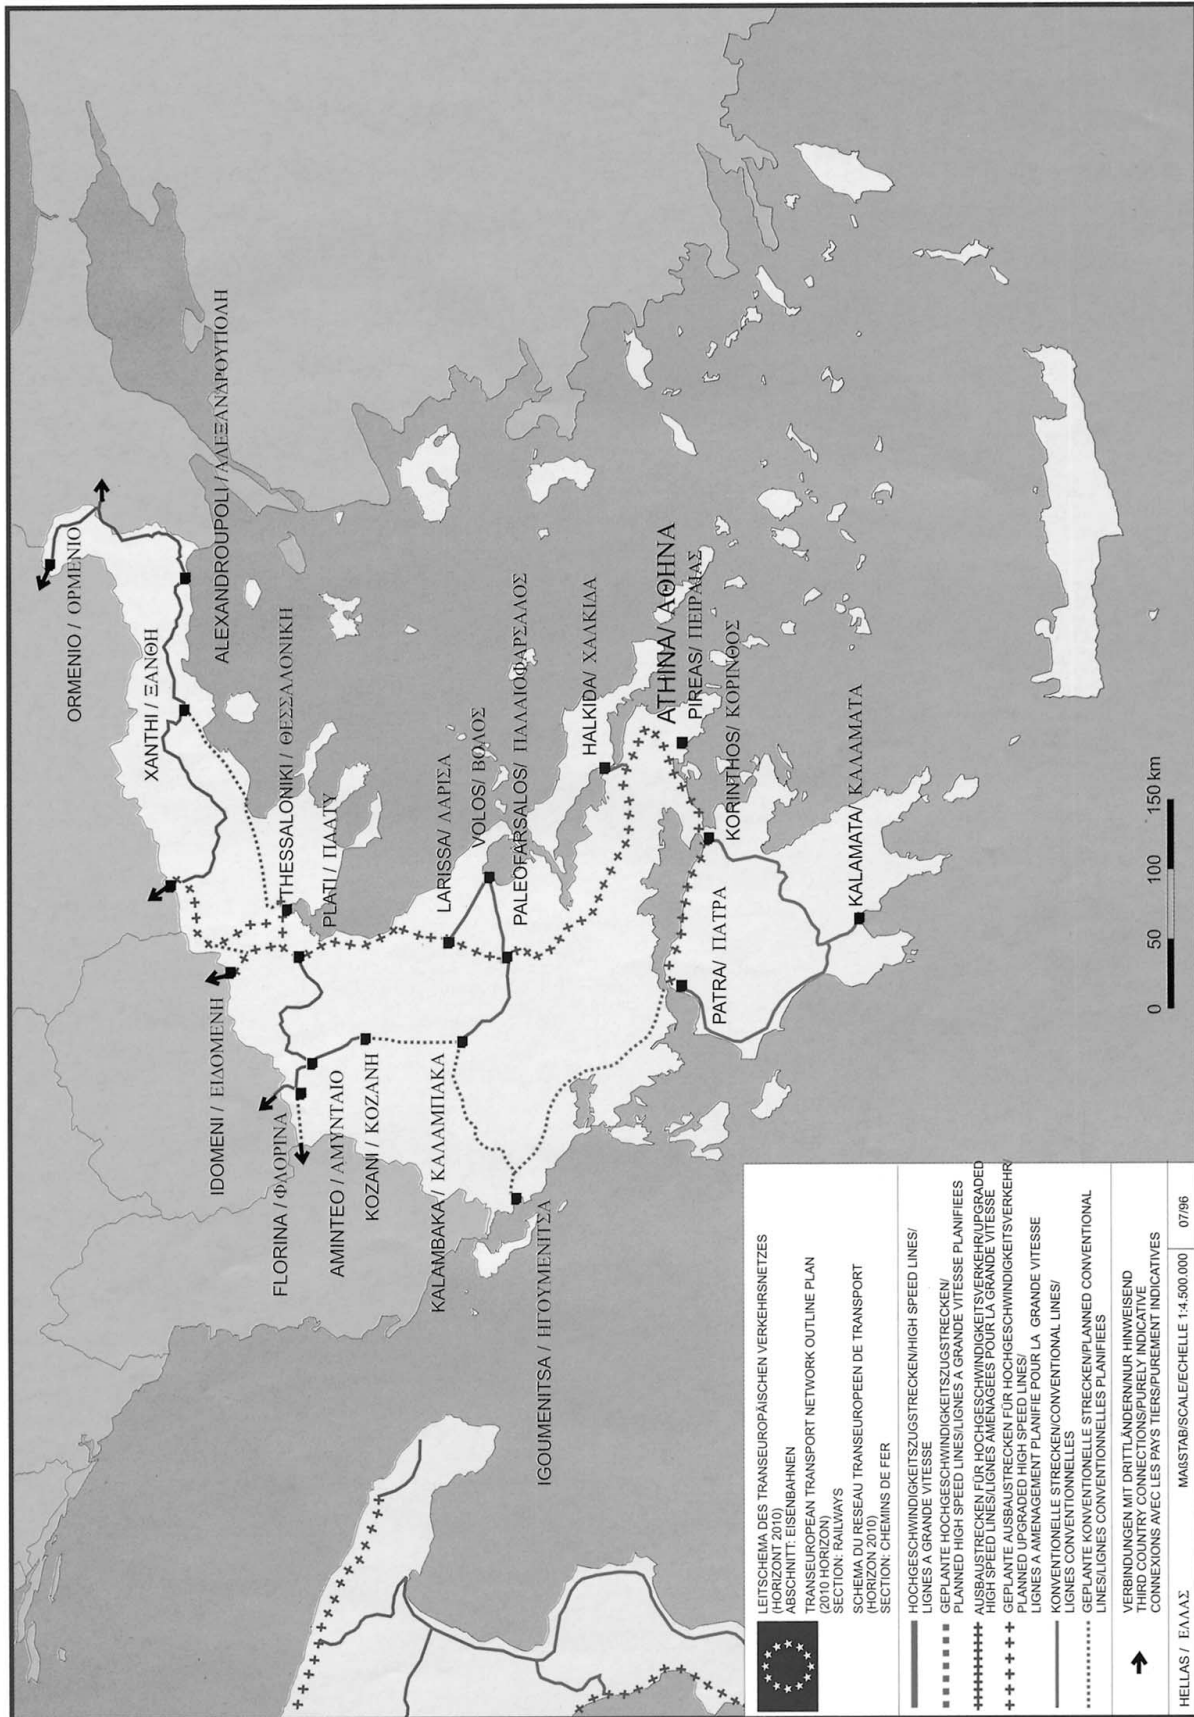 ORMENIO / ΟΡΜΕΝΙΟ
XANTHI / ΞΑΝΘΗ
ALEXANDROUPOLI / ΑΛΕΞΑΝΔΡΟΥΠΟΛΗ
THESSALONIKI / ΘΕΣΣΑΛΟΝΙΚΗ
PLATI / ΠΛΑΤΥ
IDOMENI / ΕΙΔΟΜΕΝΗ
FLORINA / ΦΛΩΡΙΝΑ
AMINTEO / ΑΜΥΝΤΑΙΟ
KOZANI / ΚΟΖΑΝΗ
KALAMBAKA / ΚΑΛΑΜΠΑΚΑ
IGOUMENITSA / ΗΓΟΥΜΕΝΙΤΣΑ
LARISSA/ ΛΑΡΙΣΑ
VOLOS/ ΒΟΛΟΣ
PALEOFARSALOS/ ΠΑΛΑΙΟΦΑΡΣΑΛΟΣ
HALKIDA/ ΧΑΛΚΙΔΑ
ATHINA/ ΑΘΗΝΑ
PIREAS/ ΠΕΙΡΑΙΑΣ
KORINTHOS/ ΚΟΡΙΝΘΟΣ
PATRA/ ΠΑΤΡΑ
KALAMATA/ ΚΑΛΑΜΑΤΑ
0 50 100 150 km
LEITSCHEMA DES TRANSEUROPÄISCHEN VERKEHRSNETZES
(HORIZONT 2010)
ABSCHNITT: EISENBAHNEN
TRANSEUROPEAN TRANSPORT NETWORK OUTLINE PLAN
(2010 HORIZON)
SECTION: RAILWAYS
SCHEMA DU RESEAU TRANSEUROPEEN DE TRANSPORT
(HORIZON 2010)
SECTION: CHEMINS DE FER
HOCHGESCHWINDIGKEITSZUGSTRECKEN/HIGH SPEED LINES/
LIGNES A GRANDE VITESSE
GEPLANTE HOCHGESCHWINDIGKEITSZUGSTRECKEN/
PLANNED HIGH SPEED LINES/LIGNES A GRANDE VITESSE PLANIFIEES
AUSBAUSTRECKEN FÜR HOCHGESCHWINDIGKEITSVERKEHR/UPGRADED
HIGH SPEED LINES/LIGNES AMENAGEES POUR LA GRANDE VITESSE
GEPLANTE AUSBAUSTRECKEN FÜR HOCHGESCHWINDIGKEITSVERKEHR/
PLANNED UPGRADED HIGH SPEED LINES/
LIGNES A AMENAGEMENT PLANIFIE POUR LA GRANDE VITESSE
KONVENTIONELLE STRECKEN/CONVENTIONAL LINES/
LIGNES CONVENTIONNELLES
GEPLANTE KONVENTIONELLE STRECKEN/PLANNED CONVENTIONAL
LINES/LIGNES CONVENTIONNELLES PLANIFIEES
VERBINDUNGEN MIT DRITTLÄNDERN/NUR HINWEISEND
THIRD COUNTRY CONNECTIONS/PURELY INDICATIVE
CONNEXIONS AVEC LES PAYS TIERS/PUREMENT INDICATIVES
HELLAS / ΕΛΛΑΣ MAßSTAB/SCALE/ECHELLE 1:4.500.000 07/96